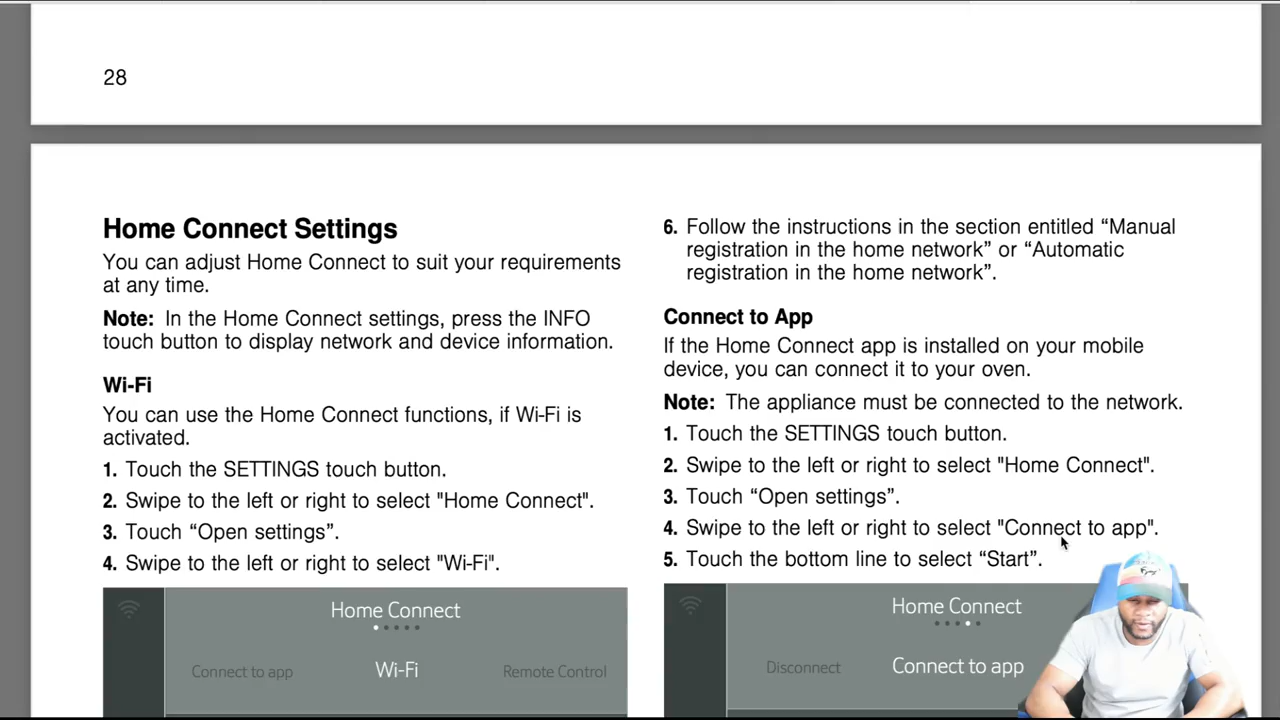 28
Home Connect Settings
You can adjust Home Connect to suit your requirements
at any time.
Note: In the Home Connect settings, press the INFO
touch button to display network and device information.
Wi-Fi
You can use the Home Connect functions, if Wi-Fi is
activated.
1. Touch the SETTINGS touch button.
2. Swipe to the left or right to select "Home Connect".
3. Touch “Open settings”.
4. Swipe to the left or right to select "Wi-Fi".
Home Connect
Connect to app Wi-Fi Remote Control
6. Follow the instructions in the section entitled “Manual
registration in the home network” or “Automatic
registration in the home network”.
Connect to App
If the Home Connect app is installed on your mobile
device, you can connect it to your oven.
Note: The appliance must be connected to the network.
1. Touch the SETTINGS touch button.
2. Swipe to the left or right to select "Home Connect".
3. Touch “Open settings”.
4. Swipe to the left or right to select "Connect to app".
5. Touch the bottom line to select “Start”.
Home Connect
Disconnect Connect to app